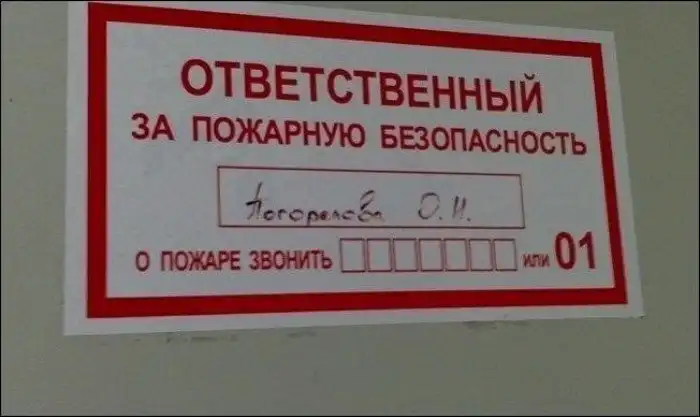 ОТВЕТСТВЕННЫЙ
ЗА ПОЖАРНУЮ БЕЗОПАСНОСТЬ
Погорелова О.И.
О ПОЖАРЕ ЗВОНИТЬ или 01